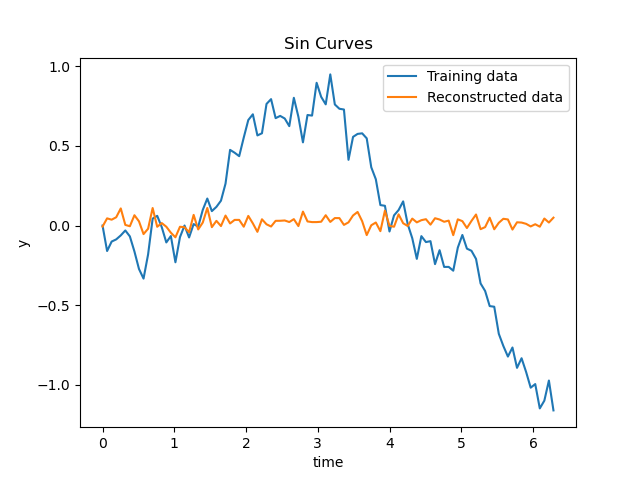 Sin Curves
Training data
Reconstructed data
1.0
0.5
0.0
−0.5
−1.0
y
0 1 2 3 4 5 6
time